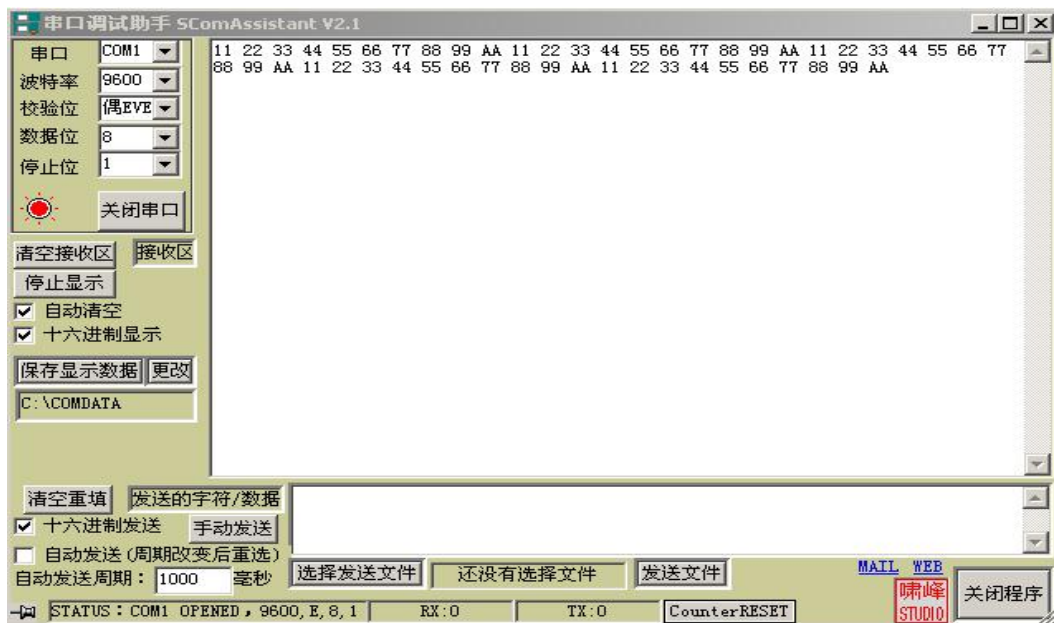 串口调试助手 SComAssistant V2.1
串口 COM1
波特率 9600
校验位 偶EVE
数据位 8
停止位 1
关闭串口
11 22 33 44 55 66 77 88 99 AA 11 22 33 44 55 66 77 88 99 AA 11 22 33 44 55 66 77
88 99 AA 11 22 33 44 55 66 77 88 99 AA 11 22 33 44 55 66 77 88 99 AA
清空接收区 接收区
停止显示
自动清空
十六进制显示
保存显示数据 更改
C:\COMDATA
清空重填 发送的字符/数据
十六进制发送 手动发送
自动发送(周期改变后重选)
自动发送周期: 1000 毫秒 选择发送文件 还没有选择文件 发送文件 MAIL WEB
啸峰
STUDIO
关闭程序
STATUS:COM1 OPENED,9600,E,8,1 RX:0 TX:0 CounterRESET